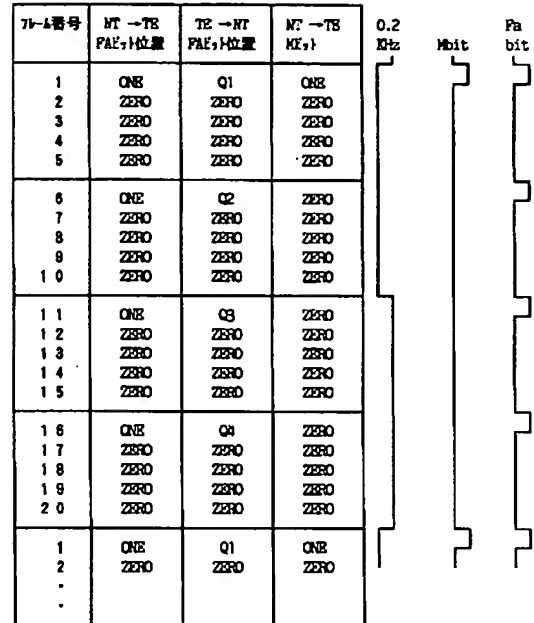 フレーム番号 NT →TE TE →NT NT →TE 0.2 Fa
FAビット位置 FAビット位置 Mビット KHz Mbit bit
1 ONE Q1 ONE
2 ZERO ZERO ZERO
3 ZERO ZERO ZERO
4 ZERO ZERO ZERO
5 ZERO ZERO ZERO
6 ONE Q2 ZERO
7 ZERO ZERO ZERO
8 ZERO ZERO ZERO
9 ZERO ZERO ZERO
10 ZERO ZERO ZERO
11 ONE Q3 ZERO
12 ZERO ZERO ZERO
13 ZERO ZERO ZERO
14 ZERO ZERO ZERO
15 ZERO ZERO ZERO
16 ONE Q4 ZERO
17 ZERO ZERO ZERO
18 ZERO ZERO ZERO
19 ZERO ZERO ZERO
20 ZERO ZERO ZERO
1 ONE Q1 ONE
2 ZERO ZERO ZERO
.
.